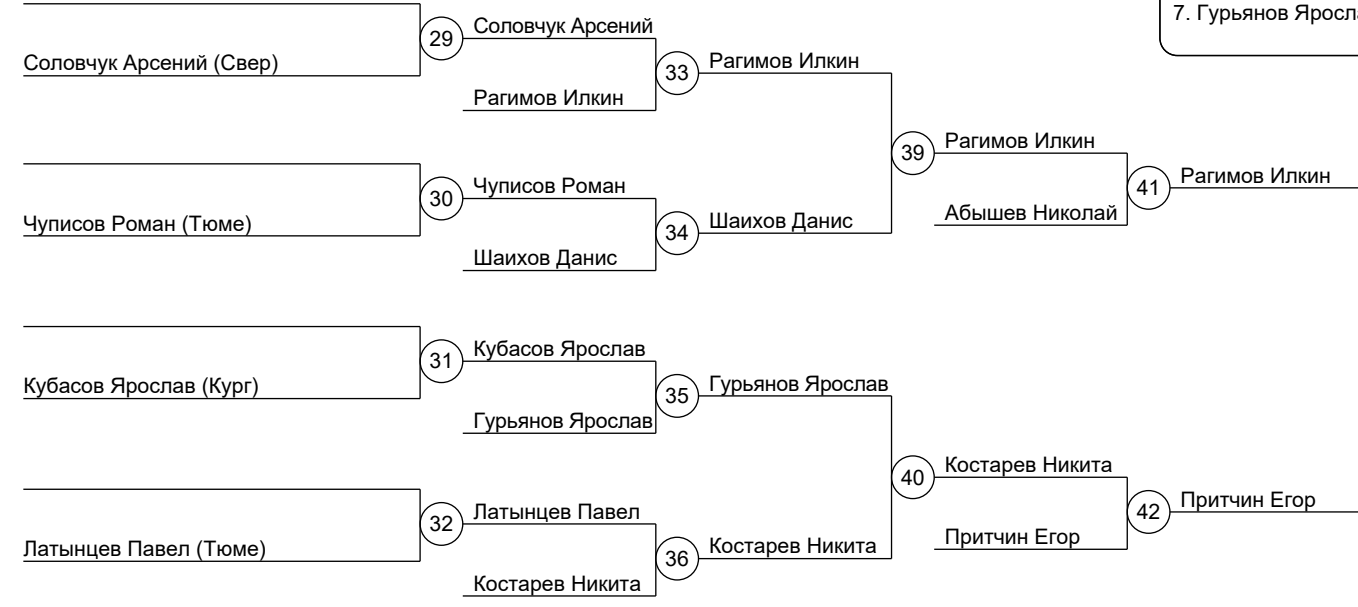 7. Гурьянов
29
Соловчук Арсений
Соловчук Арсений (Свер)
33
Рагимов Илкин
Рагимов Илкин
39
Рагимов Илкин
30
Чуписов Роман
41
Рагимов Илкин
Чуписов Роман (Тюме)
34
Шаихов Данис
Абышев Николай
Шаихов Данис
31
Кубасов Ярослав
Кубасов Ярослав (Кург)
35
Гурьянов Ярослав
Гурьянов Ярослав
40
Костарев Никита
32
Латынцев Павел
42
Притчин Егор
Латынцев Павел (Тюме)
36
Костарев Никита
Притчин Егор
Костарев Никита